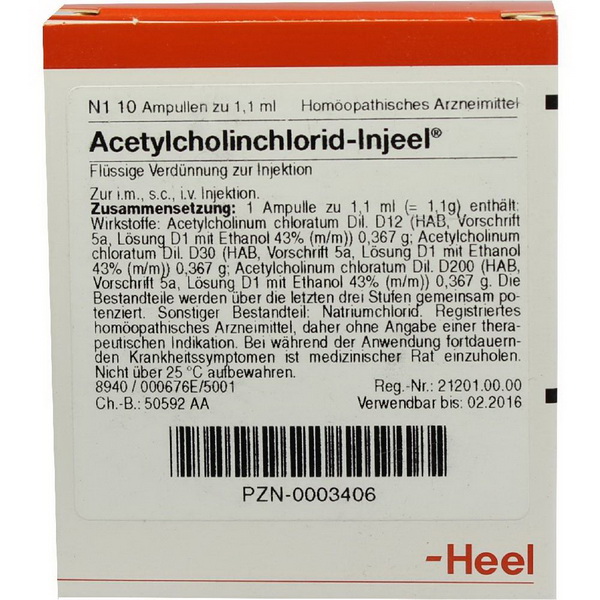 N1 10 Ampullen zu 1,1 ml Homöopathisches Arzneimittel
Acetylcholinchlorid-Injeel®
Flüssige Verdünnung zur Injektion
Zur i.m., s.c., i.v. Injektion.
Zusammensetzung: 1 Ampulle zu 1,1 ml (= 1,1g) enthält:
Wirkstoffe: Acetylcholinum chloratum Dil. D12 (HAB, Vorschrift
5a, Lösung D1 mit Ethanol 43% (m/m)) 0,367 g; Acetylcholinum
chloratum Dil. D30 (HAB, Vorschrift 5a, Lösung D1 mit Ethanol
43% (m/m)) 0,367 g; Acetylcholinum chloratum Dil. D200 (HAB,
Vorschrift 5a, Lösung D1 mit Ethanol 43% (m/m)) 0,367 g. Die
Bestandteile werden über die letzten drei Stufen gemeinsam po-
tenziert. Sonstiger Bestandteil: Natriumchlorid. Registriertes
homöopathisches Arzneimittel, daher ohne Angabe einer thera-
peutischen Indikation. Bei während der Anwendung fortdauern-
den Krankheitssymptomen ist medizinischer Rat einzuholen.
Nicht über 25 °C aufbewahren.
8940 / 000676E/5001 Reg.-Nr.: 21201.00.00
Ch.-B.: 50592 AA Verwendbar bis: 02.2016
PZN-0003406
-Heel